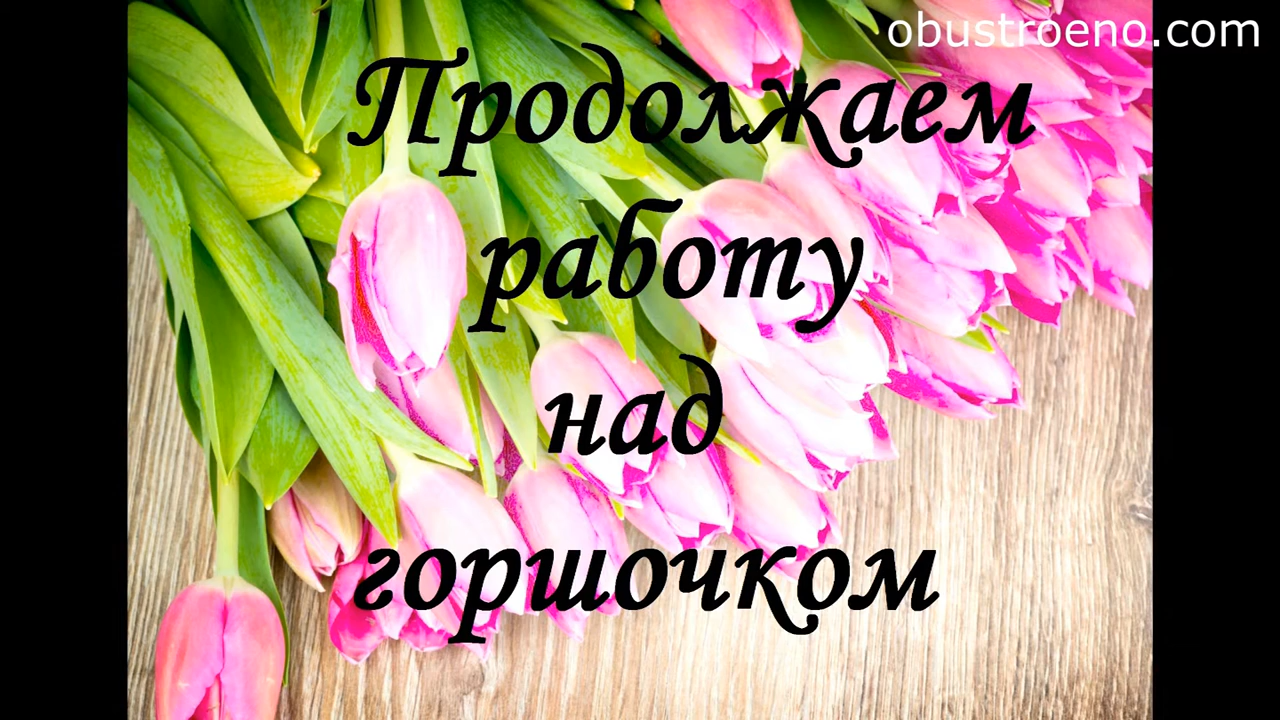 obustroeno.com
Продолжаем
работу
над
горшочком